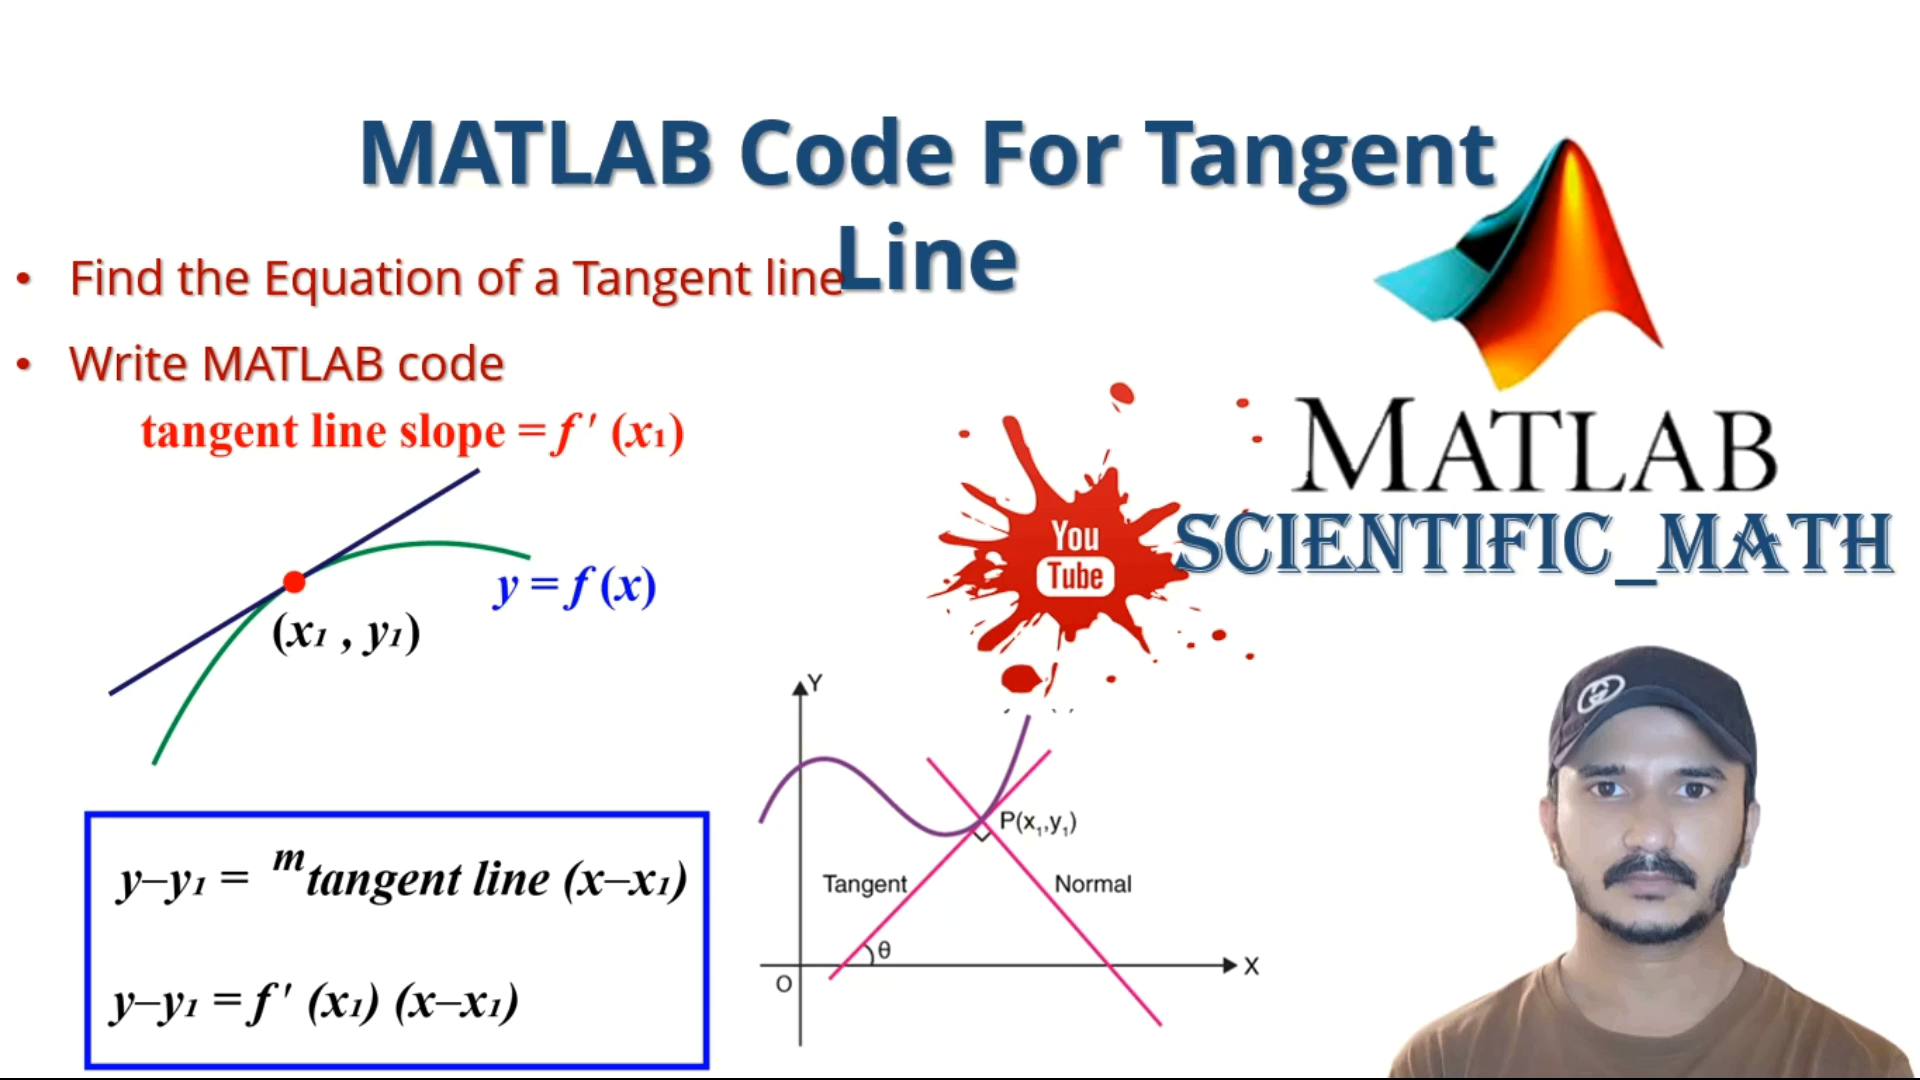 MATLAB Code For Tangent
Line
• Find the Equation of a Tangent line
• Write MATLAB code
tangent line slope = f ′ (x₁)
y = f (x)
(x₁ , y₁)
y–y₁ = ᵐtangent line (x–x₁)
y–y₁ = f ′ (x₁) (x–x₁)
You
Tube
MATLAB
SCIENTIFIC_MATH
Y
P(x₁,y₁)
Tangent
Normal
θ
O
X